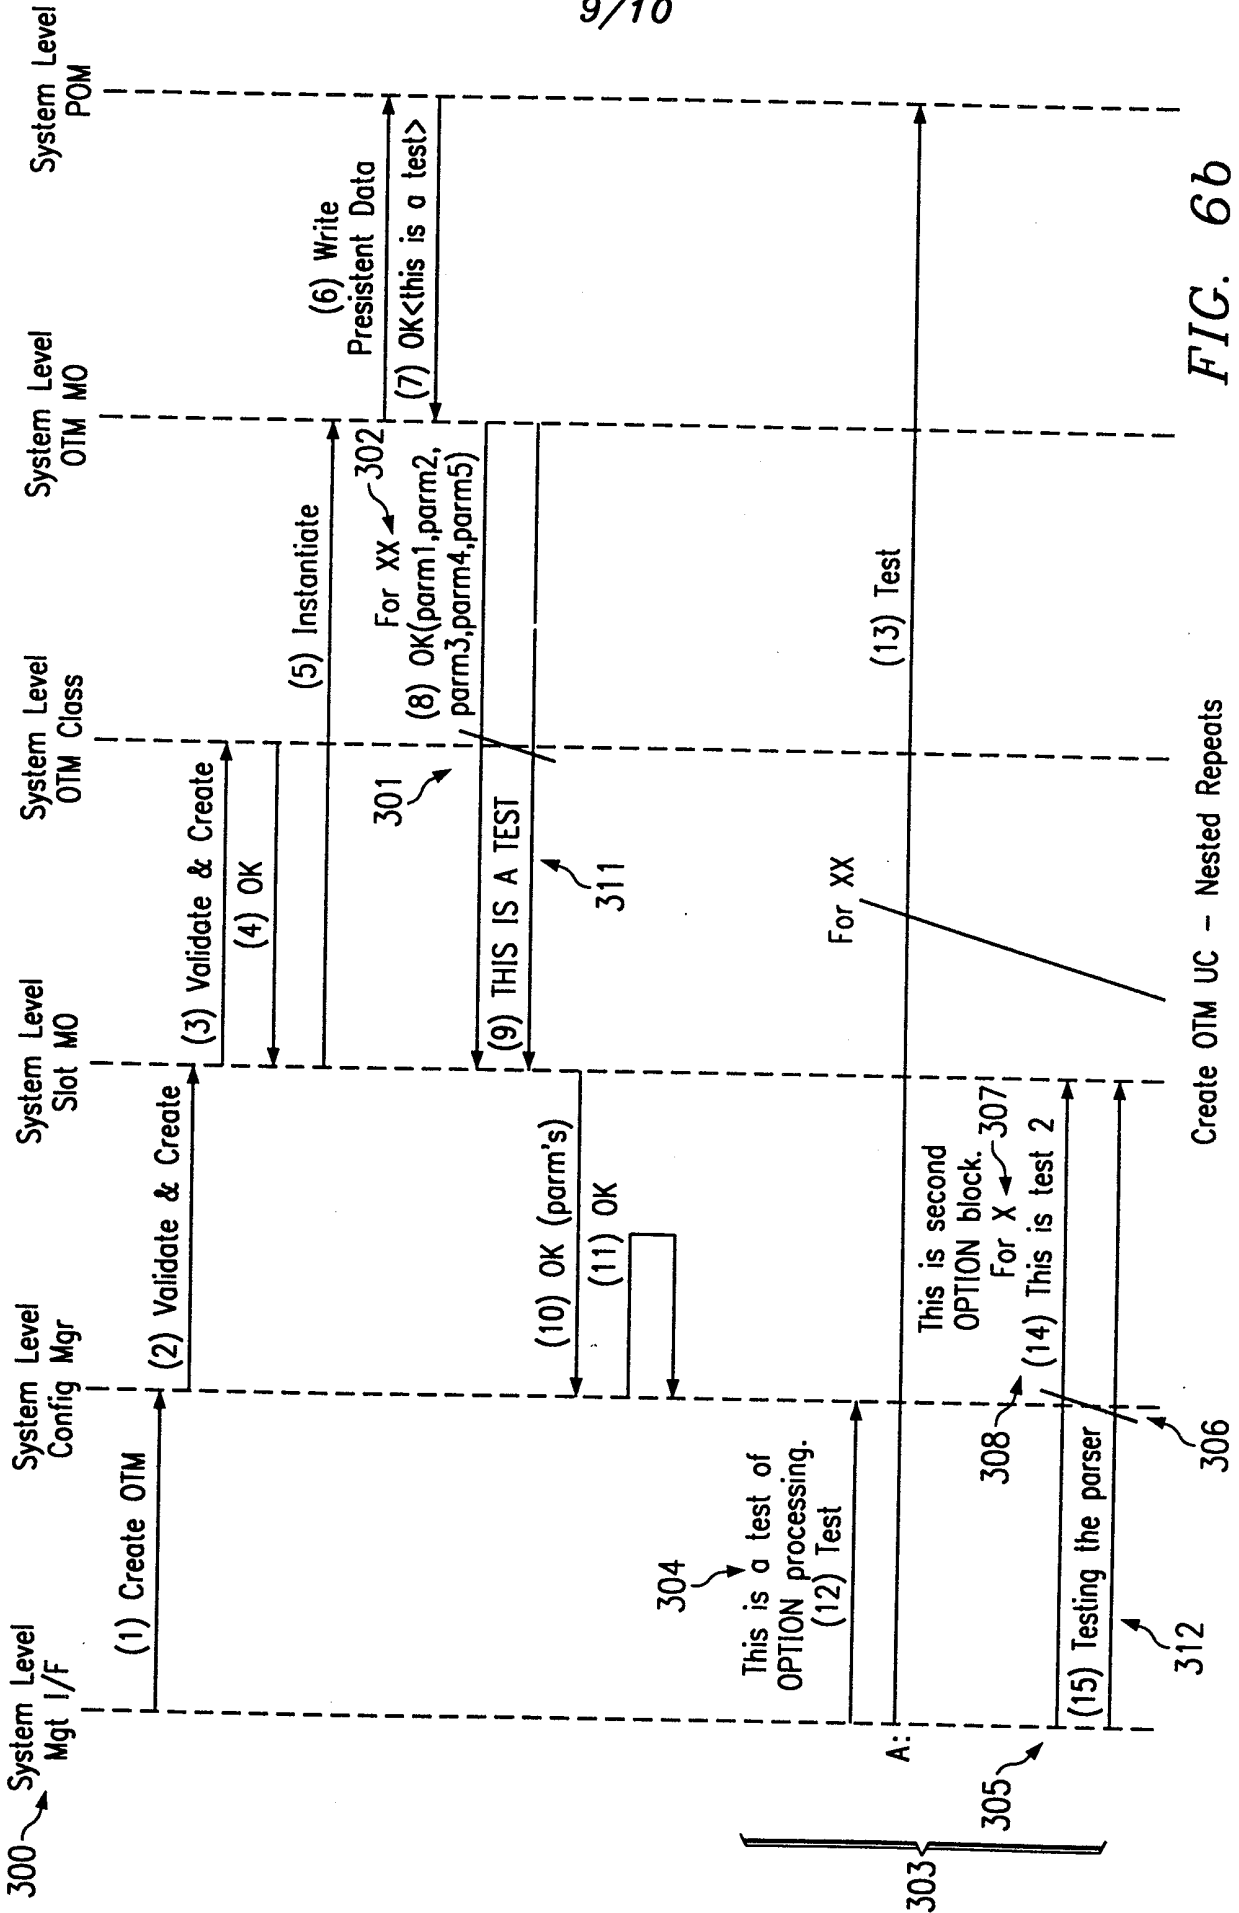 9/10
300
System Level
Mgt I/F
System Level
Config Mgr
System Level
Slot MO
System Level
OTM Class
System Level
OTM MO
System Level
POM
(1) Create OTM
(2) Validate & Create
(3) Validate & Create
(4) OK
(5) Instantiate
(6) Write
Presistent Data
(7) OK<this is a test>
For XX
302
(8) OK(parm1,parm2,
parm3,parm4,parm5)
301
(9) THIS IS A TEST
311
(10) OK (parm's)
(11) OK
304
This is a test of
OPTION processing.
(12) Test
A:
(13) Test
For XX
303
This is second
OPTION block.
For X
307
308
(14) This is test 2
305
(15) Testing the parser
306
312
Create OTM UC - Nested Repeats
FIG. 6b